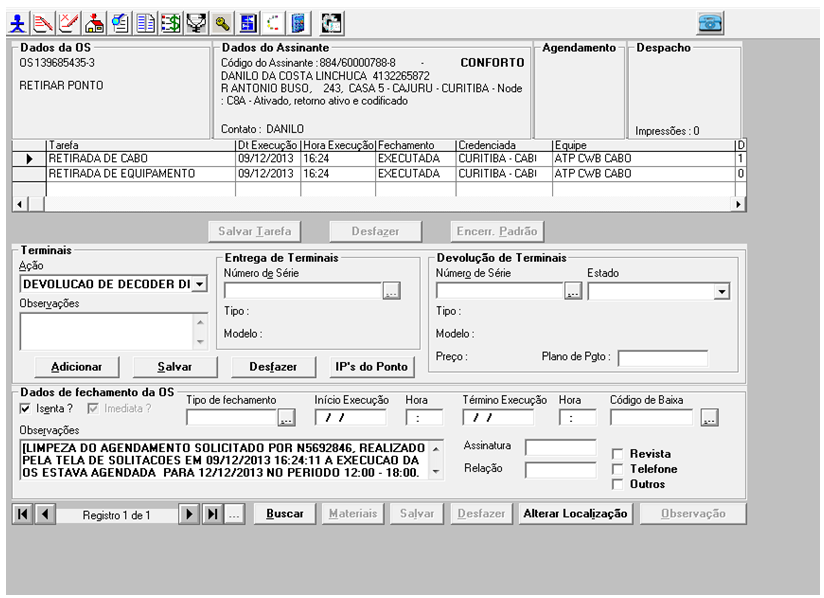 Dados da OS
OS139685435-3
RETIRAR PONTO
Dados do Assinante
Código do Assinante : 884/60000788-8 - CONFORTO
DANILO DA COSTA LINCHUCA 4132265872
R ANTONIO BUSO, 243, CASA 5 - CAJURU - CURITIBA - Node
: C8A - Ativado, retorno ativo e codificado
Contato : DANILO
Agendamento
Despacho
Impressões : 0
Tarefa Dt Execução Hora Execução Fechamento Credenciada Equipe D
RETIRADA DE CABO 09/12/2013 16:24 EXECUTADA CURITIBA - CABI ATP CWB CABO 1
RETIRADA DE EQUIPAMENTO 09/12/2013 16:24 EXECUTADA CURITIBA - CABI ATP CWB CABO 0
Salvar Tarefa Desfazer Encerr. Padrão
Terminais
Ação
DEVOLUCAO DE DECODER DI
Observações
Entrega de Terminais
Número de Série
...
Tipo :
Modelo :
Devolução de Terminais
Número de Série Estado
...
Tipo :
Modelo :
Preço : Plano de Pgto :
Adicionar Salvar Desfazer IP's do Ponto
Dados de fechamento da OS
Isenta ? Imediata ?
Tipo de fechamento Início Execução Hora Término Execução Hora Código de Baixa
... / / : / / : ...
Observações
[LIMPEZA DO AGENDAMENTO SOLICITADO POR N5692846, REALIZADO
PELA TELA DE SOLITACOES EM 09/12/2013 16:24:11 A EXECUCAO DA
OS ESTAVA AGENDADA PARA 12/12/2013 NO PERIODO 12:00 - 18:00.
Assinatura
Relação
Revista
Telefone
Outros
Registro 1 de 1 ... Buscar Materiais Salvar Desfazer Alterar Localização Observação